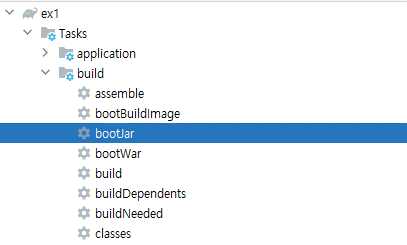 ex1
Tasks
application
build
assemble
bootBuildImage
bootJar
bootWar
build
buildDependents
buildNeeded
classes